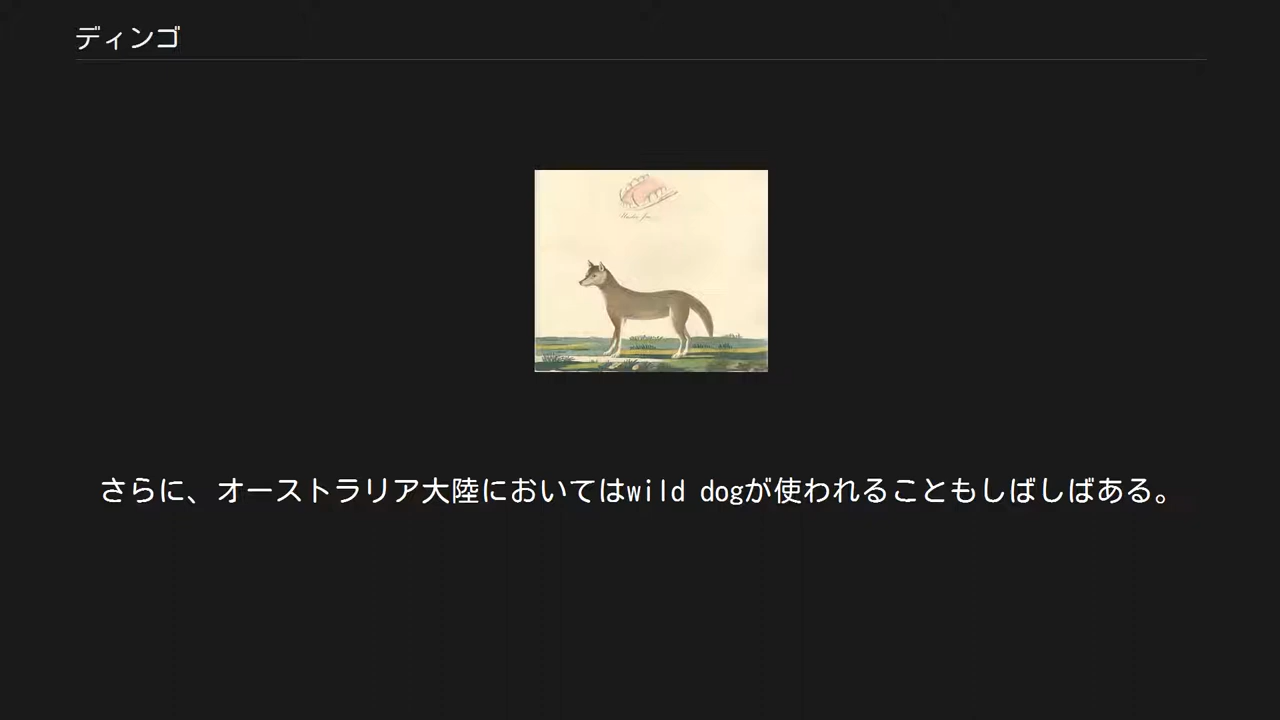 ディンゴ
さらに、オーストラリア大陸においてはwild dogが使われることもしばしばある。